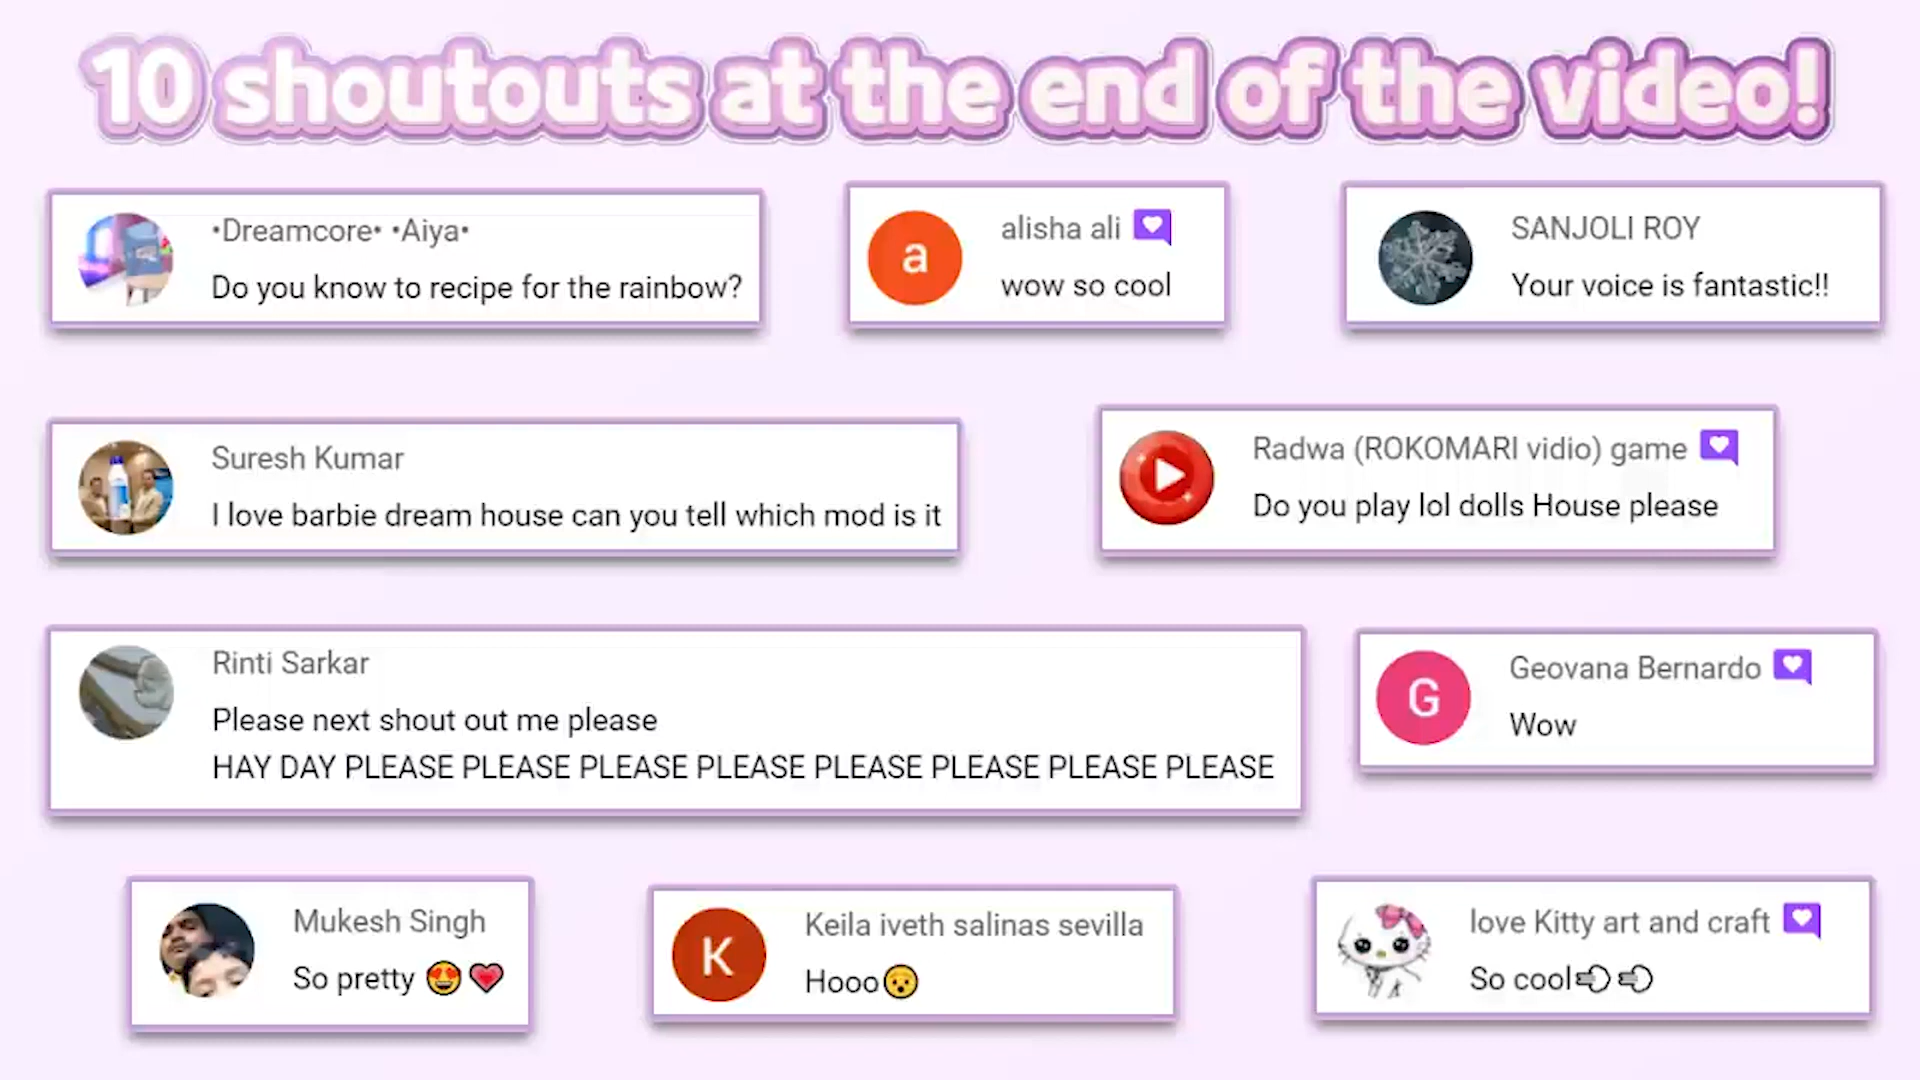 10 shoutouts at the end of the video!
•Dreamcore• •Aiya•
Do you know to recipe for the rainbow?
a
alisha ali
wow so cool
SANJOLI ROY
Your voice is fantastic!!
Suresh Kumar
I love barbie dream house can you tell which mod is it
Radwa (ROKOMARI vidio) game
Do you play lol dolls House please
Rinti Sarkar
Please next shout out me please
HAY DAY PLEASE PLEASE PLEASE PLEASE PLEASE PLEASE PLEASE PLEASE
G
Geovana Bernardo
Wow
Mukesh Singh
So pretty 😍❤️
K
Keila iveth salinas sevilla
Hooo😯
love Kitty art and craft
So cool💨💨